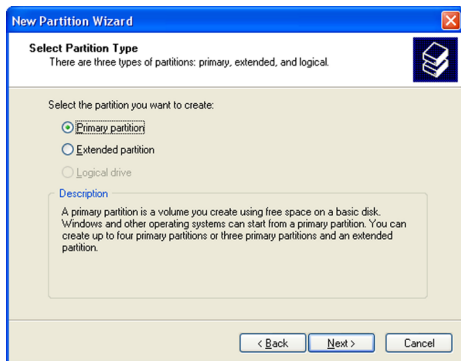 New Partition Wizard
Select Partition Type
There are three types of partitions: primary, extended, and logical.
Select the partition you want to create:
Primary partition
Extended partition
Logical drive
Description
A primary partition is a volume you create using free space on a basic disk.
Windows and other operating systems can start from a primary partition. You can
create up to four primary partitions or three primary partitions and an extended
partition.
< Back
Next >
Cancel